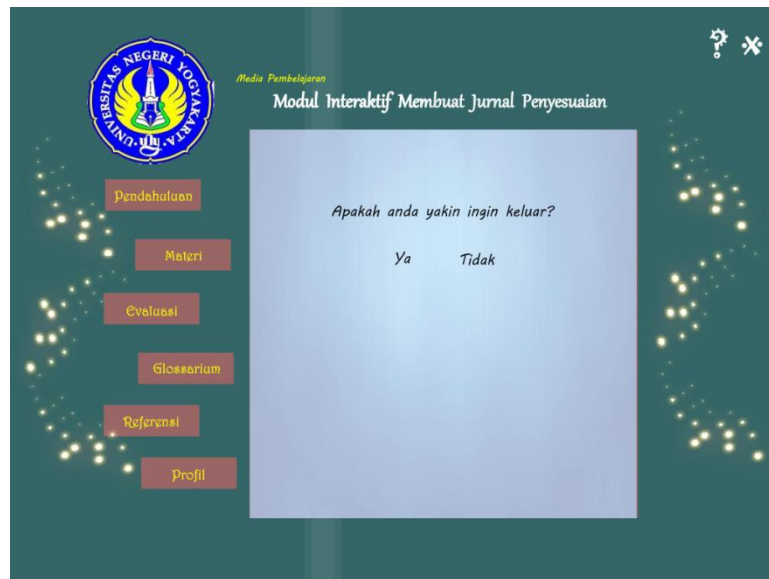 UNIVERSITAS NEGERI YOGYAKARTA
? x
Media Pembelajaran
Modul Interaktif Membuat Jurnal Penyesuaian
Pendahuluan
Materi
Evaluasi
Glossarium
Referensi
Profil
Apakah anda yakin ingin keluar?
Ya Tidak